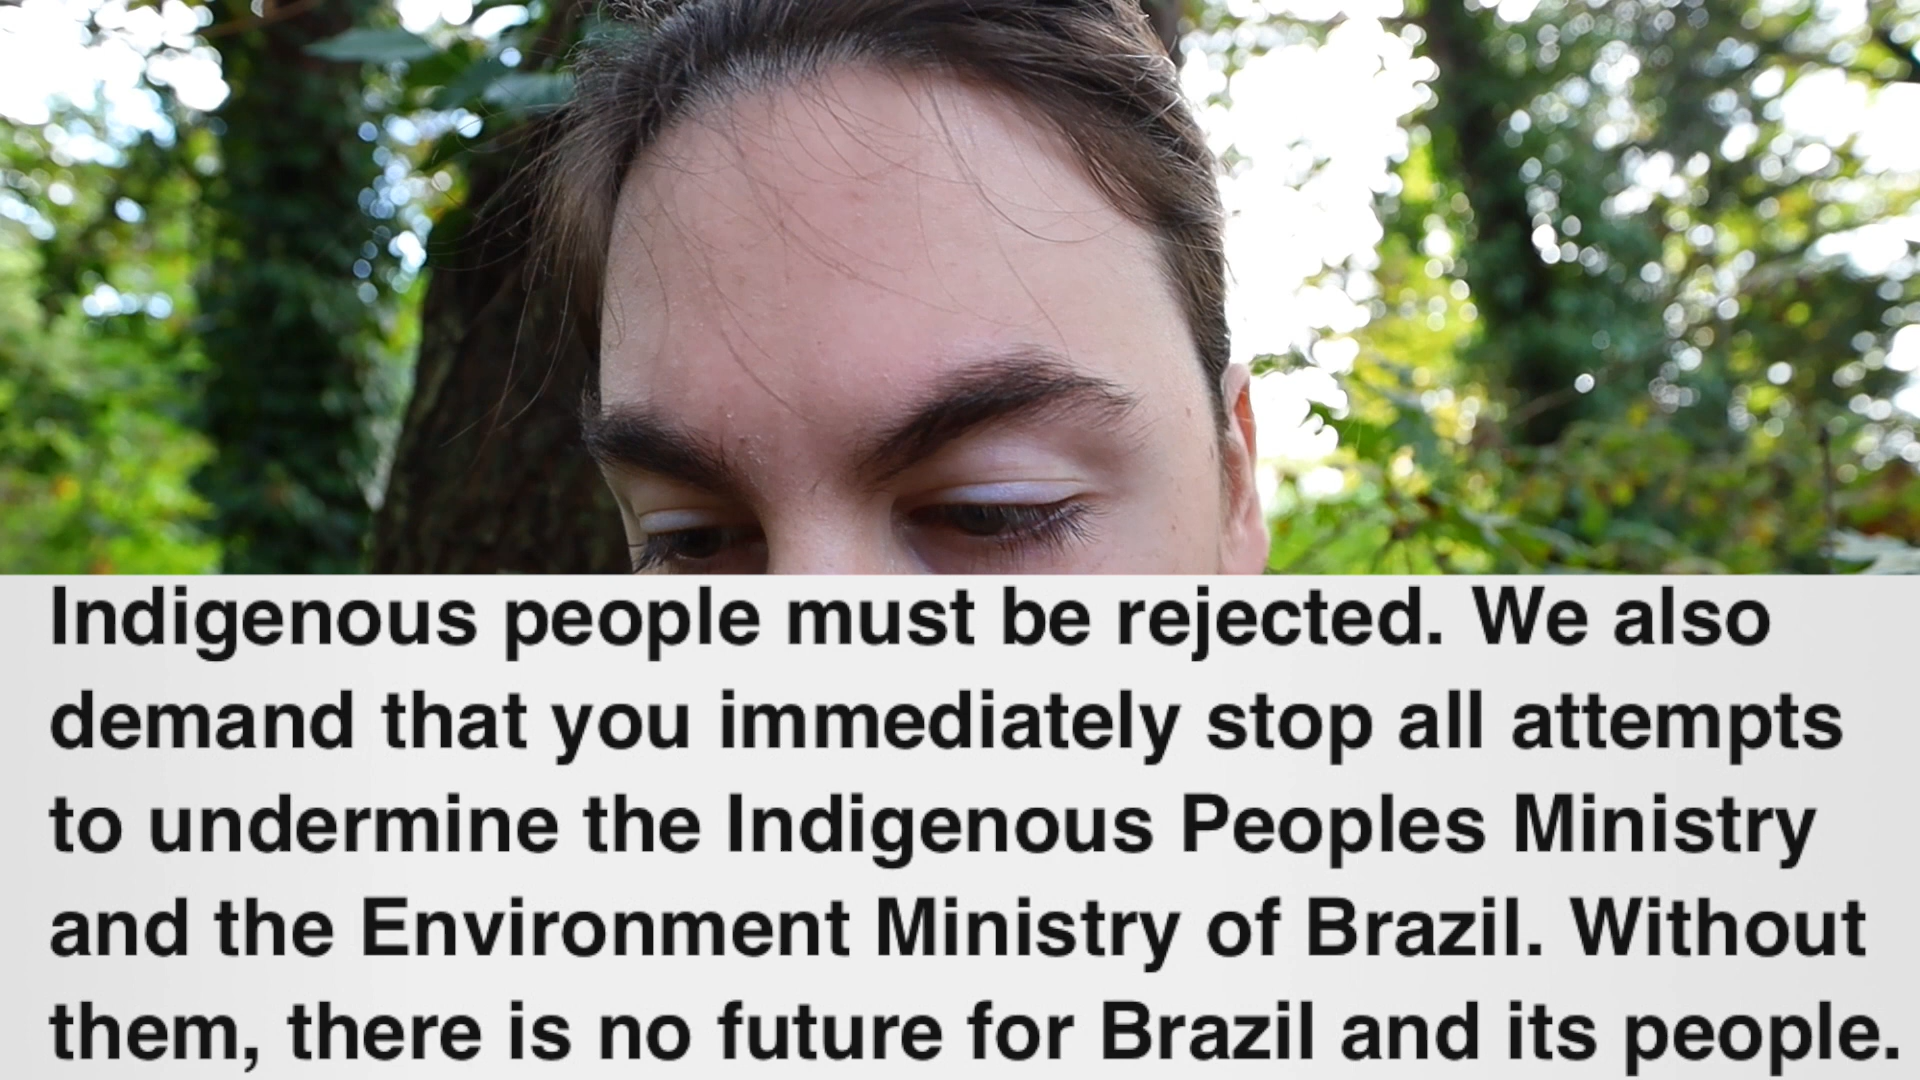 Indigenous people must be rejected. We also
demand that you immediately stop all attempts
to undermine the Indigenous Peoples Ministry
and the Environment Ministry of Brazil. Without
them, there is no future for Brazil and its people.